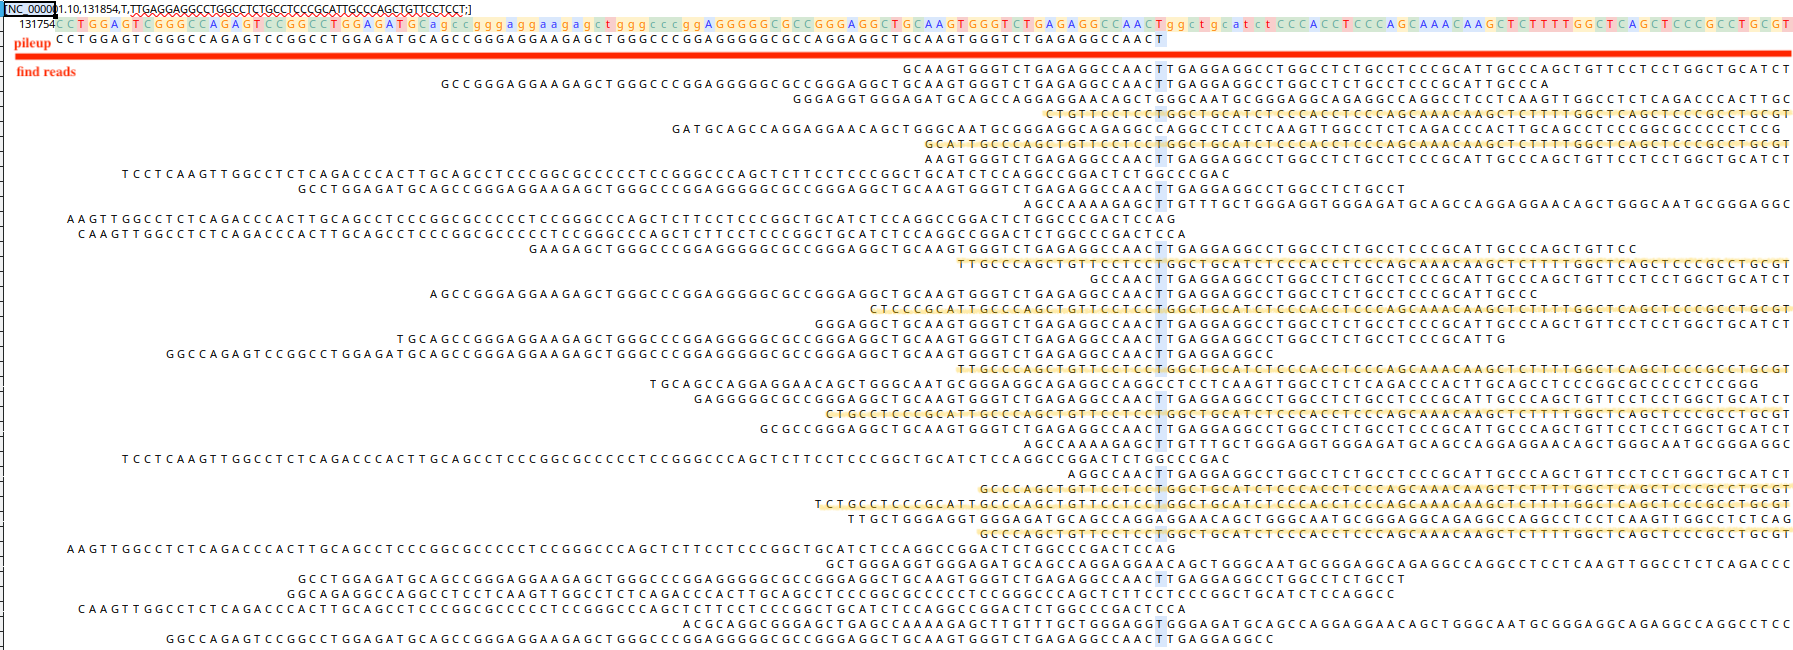 [NC_000001.10,131854,T,TTGAGGAGGCCTGGCCTCTGCCTCCCGCATTGCCCAGCTGTTCCTCCT;]
131754 CCTGGAGTCGGGCCAGAGTCCGGCCTGGAGATGCagccgggaggaagagctgggcccggAGGGGGCGCCGGGAGGCTGCAAGTGGGTCTGAGAGGCCAACTggctgcatctCCCACCTCCCAGCAAACAAGCTCTTTTGGCTCAGCTCCCGCCTGCGT
pileup CCTGGAGTCGGGCCAGAGTCCGGCCTGGAGATGCAGCCGGGAGGAAGAGCTGGGCCCGGAGGGGGCGCCAGGAGGCTGCAAGTGGGTCTGAGAGGCCAACT
find reads
GCAAGTGGGTCTGAGAGGCCAACTTGAGGAGGCCTGGCCTCTGCCTCCCGCATTGCCCAGCTGTTCCTCCTGGCTGCATCT
GCCGGGAGGAAGAGCTGGGCCCGGAGGGGGCGCCGGGAGGCTGCAAGTGGGTCTGAGAGGCCAACTTGAGGAGGCCTGGCCTCTGCCTCCCGCATTGCCCA
GGGAGGTGGGAGATGCAGCCAGGAGGAACAGCTGGGCAATGCGGGAGGCAGAGGCCAGGCCTCCTCAAGTTGGCCTCTCAGACCCACTTGC
CTGTTCCTCCTGGCTGCATCTCCCACCTCCCAGCAAACAAGCTCTTTTGGCTCAGCTCCCGCCTGCGT
GATGCAGCCAGGAGGAACAGCTGGGCAATGCGGGAGGCAGAGGCCAGGCCTCCTCAAGTTGGCCTCTCAGACCCACTTGCAGCCTCCCGGCGCCCCCTCCG
GCATTGCCCAGCTGTTCCTCCTGGCTGCATCTCCCACCTCCCAGCAAACAAGCTCTTTTGGCTCAGCTCCCGCCTGCGT
AAGTGGGTCTGAGAGGCCAACTTGAGGAGGCCTGGCCTCTGCCTCCCGCATTGCCCAGCTGTTCCTCCTGGCTGCATCT
TCCTCAAGTTGGCCTCTCAGACCCACTTGCAGCCTCCCGGCGCCCCCTCCGGGCCCAGCTCTTCCTCCCGGCTGCATCTCCAGGCCGGACTCTGGCCCGAC
GCCTGGAGATGCAGCCGGGAGGAAGAGCTGGGCCCGGAGGGGGCGCCGGGAGGCTGCAAGTGGGTCTGAGAGGCCAACTTGAGGAGGCCTGGCCTCTGCCT
AGCCAAAAGAGCTTGTTTGCTGGGAGGTGGGAGATGCAGCCAGGAGGAACAGCTGGGCAATGCGGGAGGC
AAGTTGGCCTCTCAGACCCACTTGCAGCCTCCCGGCGCCCCCTCCGGGCCCAGCTCTTCCTCCCGGCTGCATCTCCAGGCCGGACTCTGGCCCGACTCCAG
CAAGTTGGCCTCTCAGACCCACTTGCAGCCTCCCGGCGCCCCCTCCGGGCCCAGCTCTTCCTCCCGGCTGCATCTCCAGGCCGGACTCTGGCCCGACTCCA
GAAGAGCTGGGCCCGGAGGGGGCGCCGGGAGGCTGCAAGTGGGTCTGAGAGGCCAACTTGAGGAGGCCTGGCCTCTGCCTCCCGCATTGCCCAGCTGTTCC
TTGCCCAGCTGTTCCTCCTGGCTGCATCTCCCACCTCCCAGCAAACAAGCTCTTTTGGCTCAGCTCCCGCCTGCGT
GCCAACTTGAGGAGGCCTGGCCTCTGCCTCCCGCATTGCCCAGCTGTTCCTCCTGGCTGCATCT
AGCCGGGAGGAAGAGCTGGGCCCGGAGGGGGCGCCGGGAGGCTGCAAGTGGGTCTGAGAGGCCAACTTGAGGAGGCCTGGCCTCTGCCTCCCGCATTGCCC
CTCCCGCATTGCCCAGCTGTTCCTCCTGGCTGCATCTCCCACCTCCCAGCAAACAAGCTCTTTTGGCTCAGCTCCCGCCTGCGT
GGGAGGCTGCAAGTGGGTCTGAGAGGCCAACTTGAGGAGGCCTGGCCTCTGCCTCCCGCATTGCCCAGCTGTTCCTCCTGGCTGCATCT
TGCAGCCGGGAGGAAGAGCTGGGCCCGGAGGGGGCGCCGGGAGGCTGCAAGTGGGTCTGAGAGGCCAACTTGAGGAGGCCTGGCCTCTGCCTCCCGCATTG
GGCCAGAGTCCGGCCTGGAGATGCAGCCGGGAGGAAGAGCTGGGCCCGGAGGGGGCGCCGGGAGGCTGCAAGTGGGTCTGAGAGGCCAACTTGAGGAGGCC
TTGCCCAGCTGTTCCTCCTGGCTGCATCTCCCACCTCCCAGCAAACAAGCTCTTTTGGCTCAGCTCCCGCCTGCGT
TGCAGCCAGGAGGAACAGCTGGGCAATGCGGGAGGCAGAGGCCAGGCCTCCTCAAGTTGGCCTCTCAGACCCACTTGCAGCCTCCCGGCGCCCCCTCCGGG
GAGGGGGCGCCGGGAGGCTGCAAGTGGGTCTGAGAGGCCAACTTGAGGAGGCCTGGCCTCTGCCTCCCGCATTGCCCAGCTGTTCCTCCTGGCTGCATCT
CTGCCTCCCGCATTGCCCAGCTGTTCCTCCTGGCTGCATCTCCCACCTCCCAGCAAACAAGCTCTTTTGGCTCAGCTCCCGCCTGCGT
GCGCCGGGAGGCTGCAAGTGGGTCTGAGAGGCCAACTTGAGGAGGCCTGGCCTCTGCCTCCCGCATTGCCCAGCTGTTCCTCCTGGCTGCATCT
AGCCAAAAGAGCTTGTTTGCTGGGAGGTGGGAGATGCAGCCAGGAGGAACAGCTGGGCAATGCGGGAGGC
TCCTCAAGTTGGCCTCTCAGACCCACTTGCAGCCTCCCGGCGCCCCCTCCGGGCCCAGCTCTTCCTCCCGGCTGCATCTCCAGGCCGGACTCTGGCCCGAC
AGGCCAACTTGAGGAGGCCTGGCCTCTGCCTCCCGCATTGCCCAGCTGTTCCTCCTGGCTGCATCT
GCCCAGCTGTTCCTCCTGGCTGCATCTCCCACCTCCCAGCAAACAAGCTCTTTTGGCTCAGCTCCCGCCTGCGT
TCTGCCTCCCGCATTGCCCAGCTGTTCCTCCTGGCTGCATCTCCCACCTCCCAGCAAACAAGCTCTTTTGGCTCAGCTCCCGCCTGCGT
TTGCTGGGAGGTGGGAGATGCAGCCAGGAGGAACAGCTGGGCAATGCGGGAGGCAGAGGCCAGGCCTCCTCAAGTTGGCCTCTCAG
GCCCAGCTGTTCCTCCTGGCTGCATCTCCCACCTCCCAGCAAACAAGCTCTTTTGGCTCAGCTCCCGCCTGCGT
AAGTTGGCCTCTCAGACCCACTTGCAGCCTCCCGGCGCCCCCTCCGGGCCCAGCTCTTCCTCCCGGCTGCATCTCCAGGCCGGACTCTGGCCCGACTCCAG
GCTGGGAGGTGGGAGATGCAGCCAGGAGGAACAGCTGGGCAATGCGGGAGGCAGAGGCCAGGCCTCCTCAAGTTGGCCTCTCAGACCC
GCCTGGAGATGCAGCCGGGAGGAAGAGCTGGGCCCGGAGGGGGCGCCGGGAGGCTGCAAGTGGGTCTGAGAGGCCAACTTGAGGAGGCCTGGCCTCTGCCT
GGCAGAGGCCAGGCCTCCTCAAGTTGGCCTCTCAGACCCACTTGCAGCCTCCCGGCGCCCCCTCCGGGCCCAGCTCTTCCTCCCGGCTGCATCTCCAGGCC
CAAGTTGGCCTCTCAGACCCACTTGCAGCCTCCCGGCGCCCCCTCCGGGCCCAGCTCTTCCTCCCGGCTGCATCTCCAGGCCGGACTCTGGCCCGACTCCA
ACGCAGGCGGGAGCTGAGCCAAAAGAGCTTGTTTGCTGGGAGGTGGGAGATGCAGCCAGGAGGAACAGCTGGGCAATGCGGGAGGCAGAGGCCAGGCCTCC
GGCCAGAGTCCGGCCTGGAGATGCAGCCGGGAGGAAGAGCTGGGCCCGGAGGGGGCGCCGGGAGGCTGCAAGTGGGTCTGAGAGGCCAACTTGAGGAGGCC